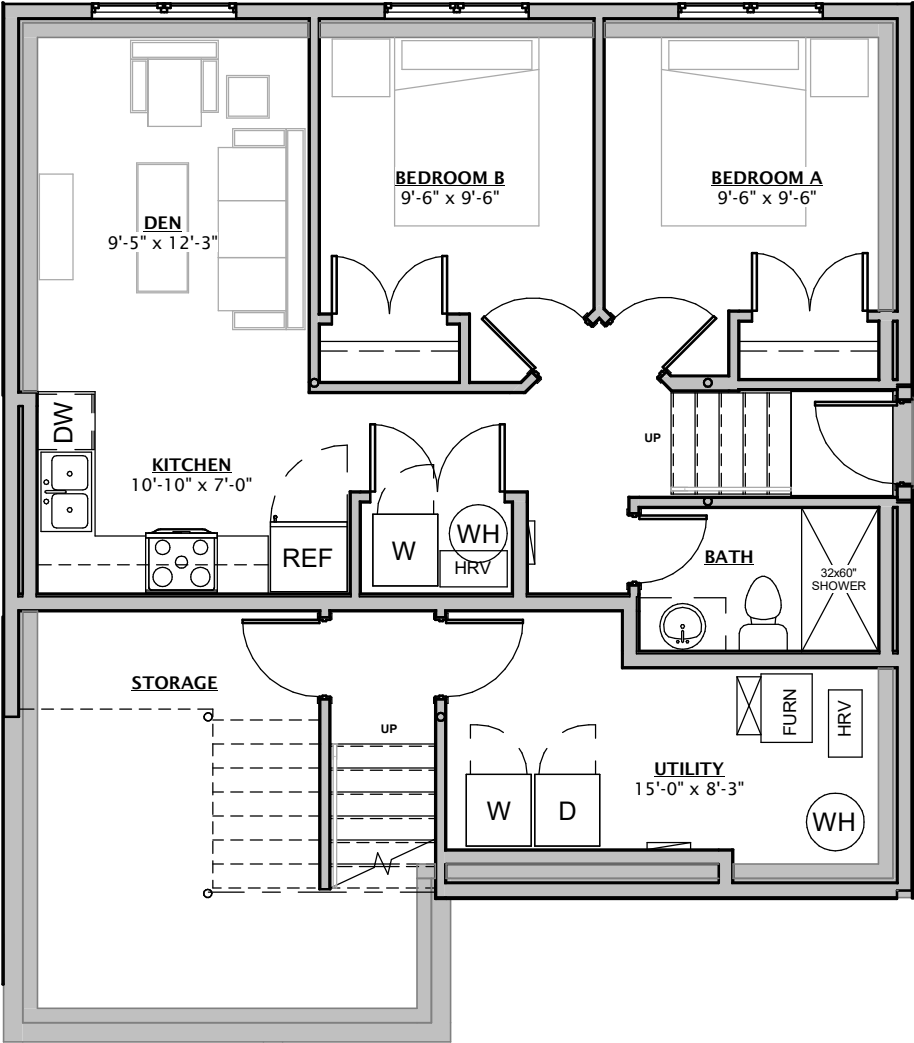 BEDROOM B
9'-6" x 9'-6"
BEDROOM A
9'-6" x 9'-6"
DEN
9'-5" x 12'-3"
DW
UP
KITCHEN
10'-10" x 7'-0"
REF
W
WH
HRV
BATH
32x60"
SHOWER
STORAGE
UP
FURN
HRV
UTILITY
15'-0" x 8'-3"
W
D
WH